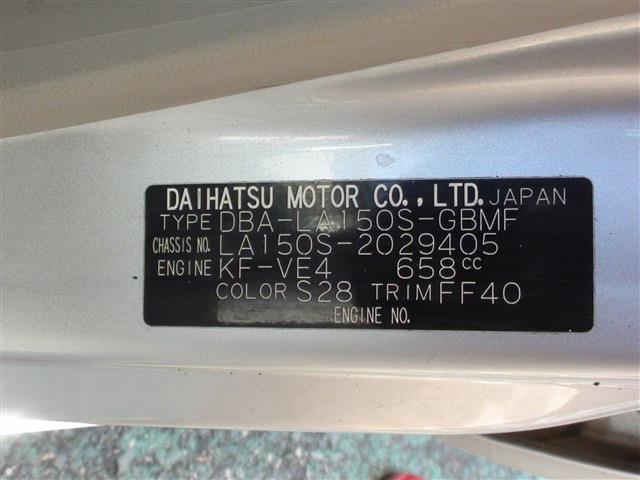 DAIHATSU MOTOR CO., LTD. JAPAN
TYPE DBA-LA150S-GBMF
CHASSIS NO. LA150S-2029405
ENGINE KF-VE4 658cc
COLOR S28 TRIM FF40
ENGINE NO.